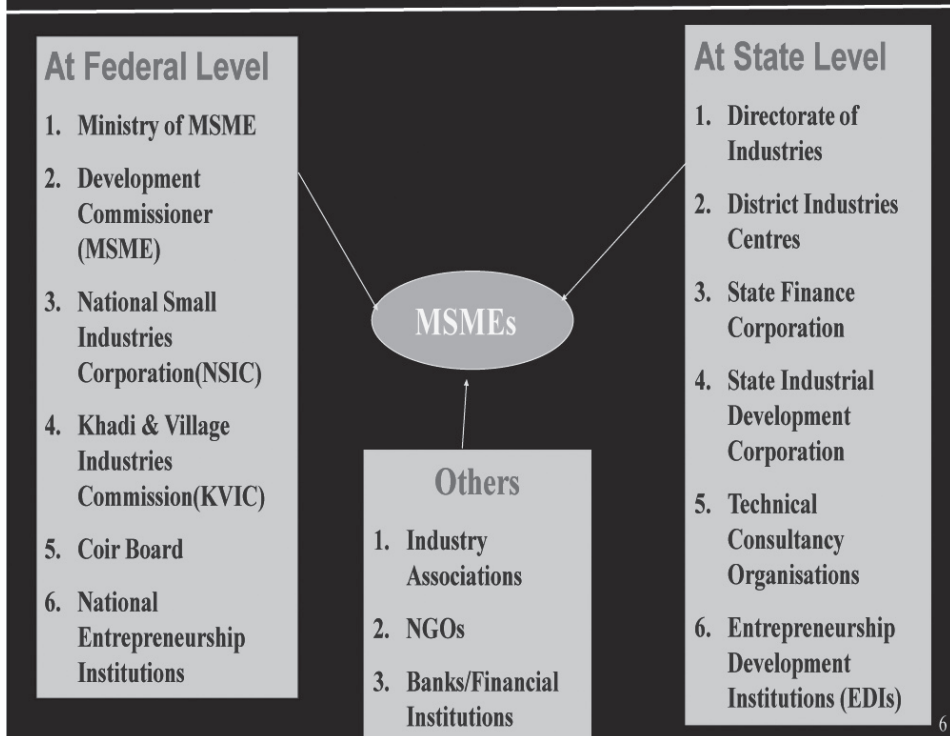 At Federal Level
1. Ministry of MSME
2. Development
Commissioner
(MSME)
3. National Small
Industries
Corporation(NSIC)
4. Khadi & Village
Industries
Commission(KVIC)
5. Coir Board
6. National
Entrepreneurship
Institutions
MSMEs
Others
1. Industry
Associations
2. NGOs
3. Banks/Financial
Institutions
At State Level
1. Directorate of
Industries
2. District Industries
Centres
3. State Finance
Corporation
4. State Industrial
Development
Corporation
5. Technical
Consultancy
Organisations
6. Entrepreneurship
Development
Institutions (EDIs)
6